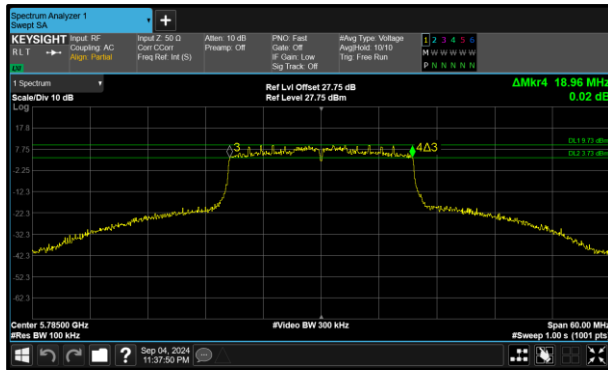 Spectrum Analyzer 1
Swept SA
KEYSIGHT
RLT
LXI
Input: RF
Coupling: AC
Align: Partial
Input Z: 50 Ω
Corr CCorr
Freq Ref: Int (S)
Atten: 10 dB
Preamp: Off
PNO: Fast
Gate: Off
IF Gain: Low
Sig Track: Off
#Avg Type: Voltage
Avg|Hold: 10/10
Trig: Free Run
1 2 3 4 5 6
M W W W W W
P N N N N N
1 Spectrum
Scale/Div 10 dB
Log
Ref Lvl Offset 27.75 dB
Ref Level 27.75 dBm
ΔMkr4 18.96 MHz
0.02 dB
17.8
7.75
-2.25
-12.3
-22.3
-32.3
-42.3
-52.3
-62.3
3
4Δ3
DL1 9.73 dBm
DL2 3.73 dBm
Center 5.78500 GHz
#Video BW 300 kHz
Span 60.00 MHz
#Res BW 100 kHz
#Sweep 1.00 s (1001 pts)
?
Sep 04, 2024
11:37:50 PM